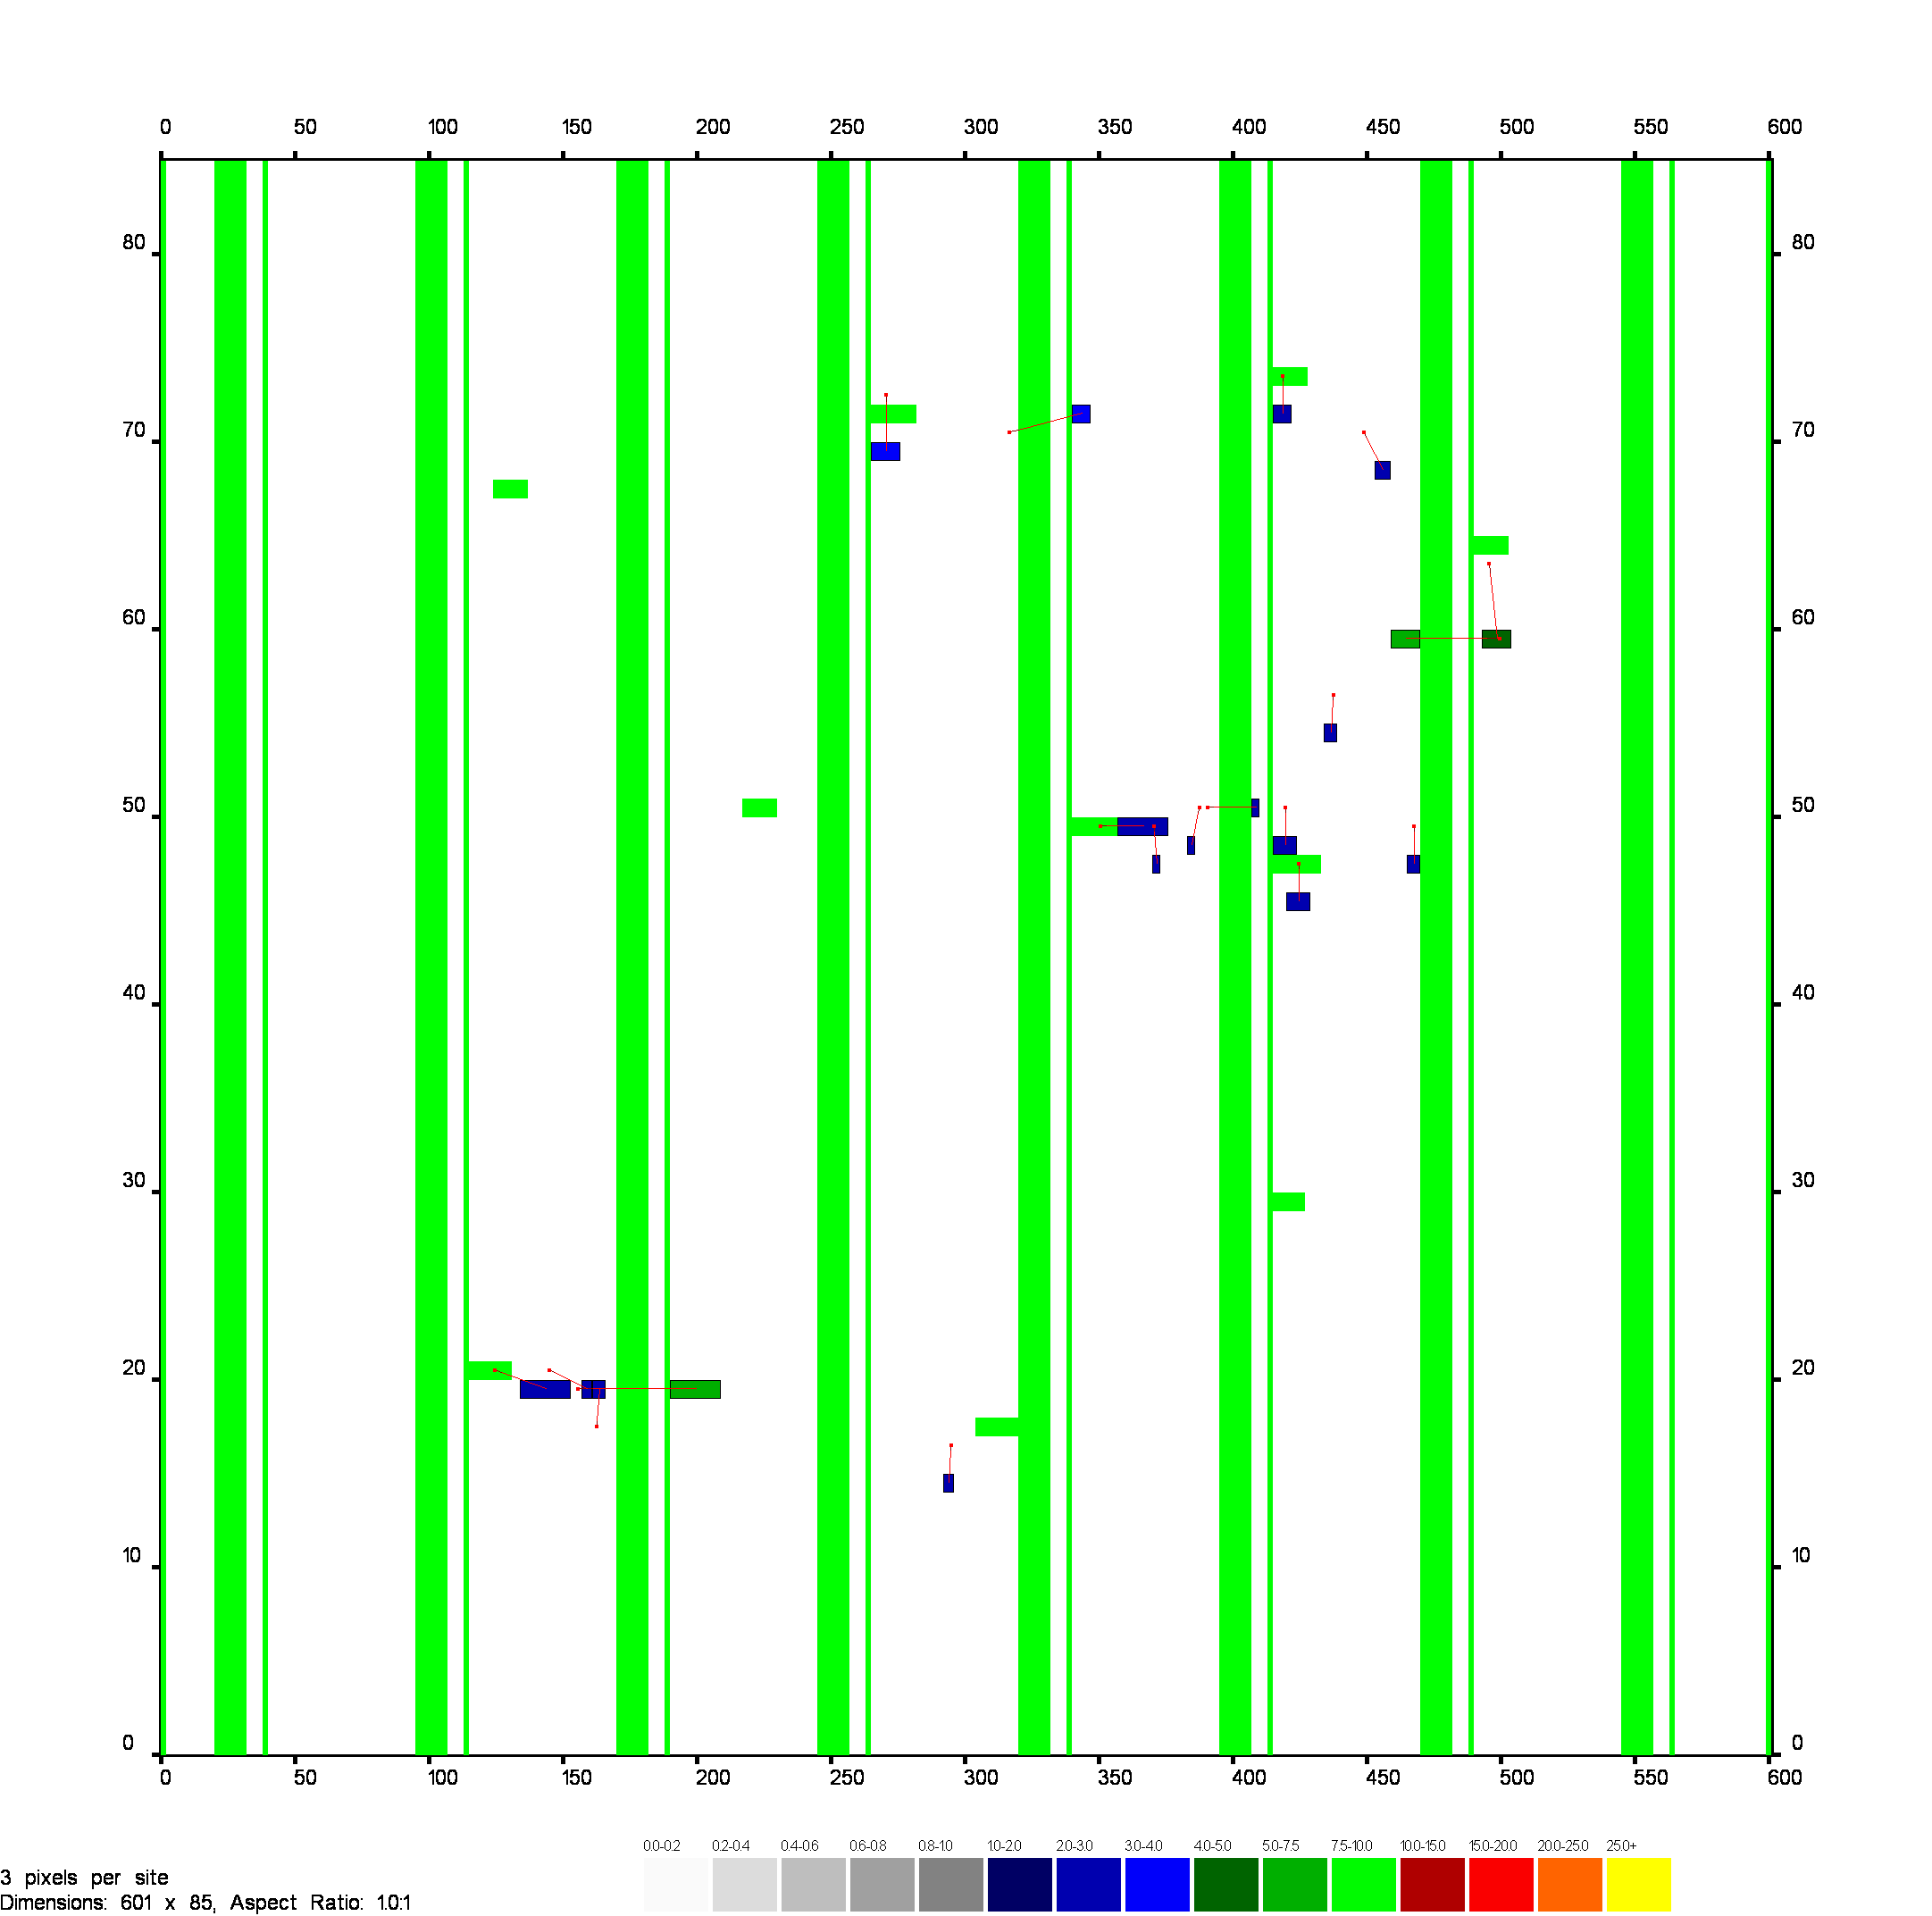 0 50 100 150 200 250 300 350 400 450 500 550 600
80 80
70 70
60 60
50 50
40 40
30 30
20 20
10 10
0 0
0 50 100 150 200 250 300 350 400 450 500 550 600
0.0-0.2 0.2-0.4 0.4-0.6 0.6-0.8 0.8-1.0 1.0-2.0 2.0-3.0 3.0-4.0 4.0-5.0 5.0-7.5 7.5-10.0 10.0-15.0 15.0-20.0 20.0-25.0 25.0+
3 pixels per site
Dimensions: 601 x 85, Aspect Ratio: 1.0:1